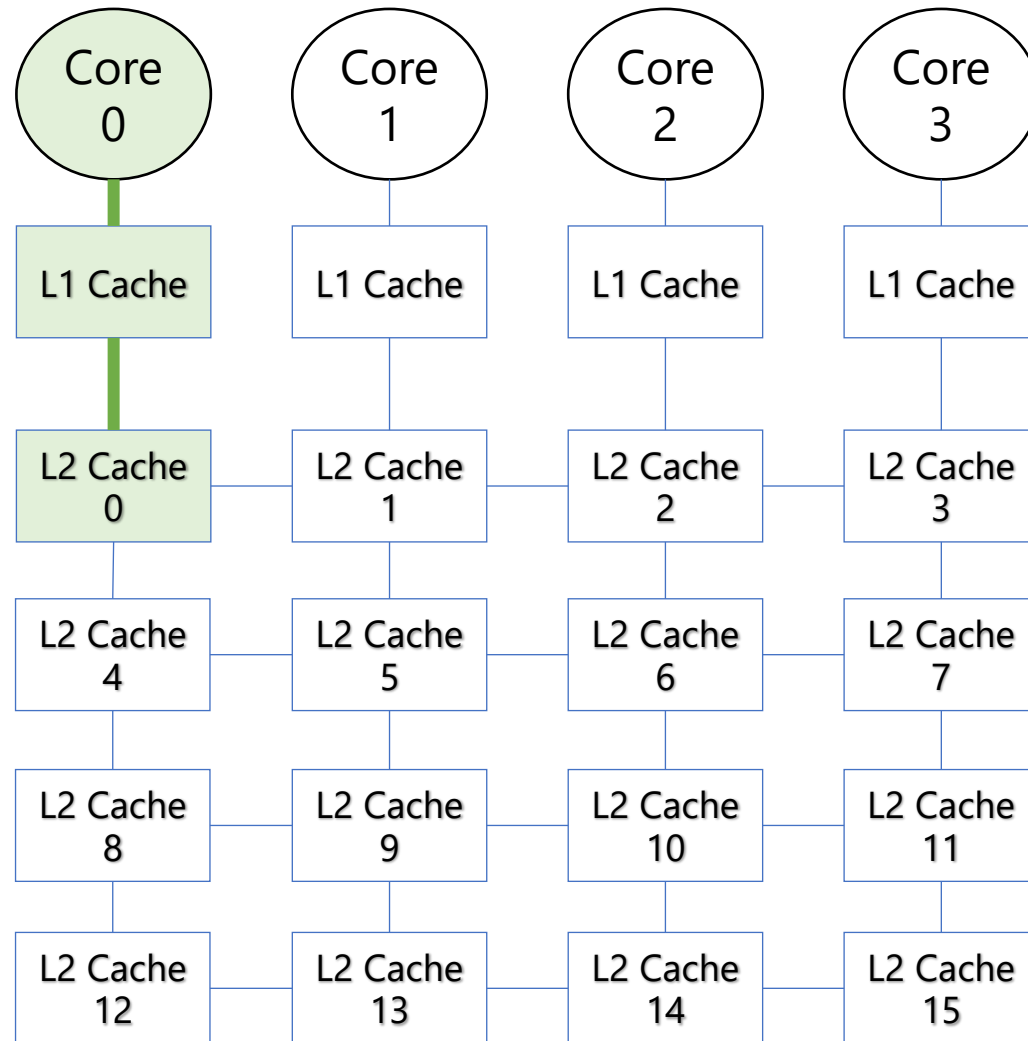 Core
0
Core
1
Core
2
Core
3
L1 Cache
L1 Cache
L1 Cache
L1 Cache
L2 Cache
0
L2 Cache
1
L2 Cache
2
L2 Cache
3
L2 Cache
4
L2 Cache
5
L2 Cache
6
L2 Cache
7
L2 Cache
8
L2 Cache
9
L2 Cache
10
L2 Cache
11
L2 Cache
12
L2 Cache
13
L2 Cache
14
L2 Cache
15